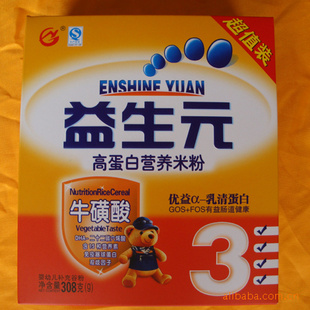 超值装
ENSHINE YUAN
益生元
高蛋白营养米粉
NutritionRiceCereal
牛磺酸
VegetableTaste
优益α-乳清蛋白
GOS+FOS有益肠道健康
3
净含量308克(g)
alibaba.com.cn